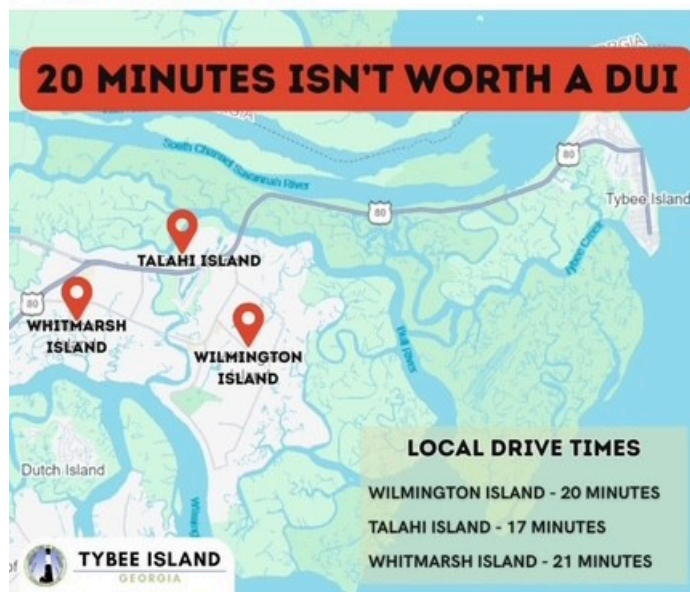 20 MINUTES ISN'T WORTH A DUI
South Channel Savannah River
80
80
Tybee Island
TALAHI ISLAND
Tybee Creek
80
WHITMARSH
ISLAND
WILMINGTON
ISLAND
Bull River
LOCAL DRIVE TIMES
WILMINGTON ISLAND - 20 MINUTES
TALAHI ISLAND - 17 MINUTES
WHITMARSH ISLAND - 21 MINUTES
Dutch Island
TYBEE ISLAND
GEORGIA